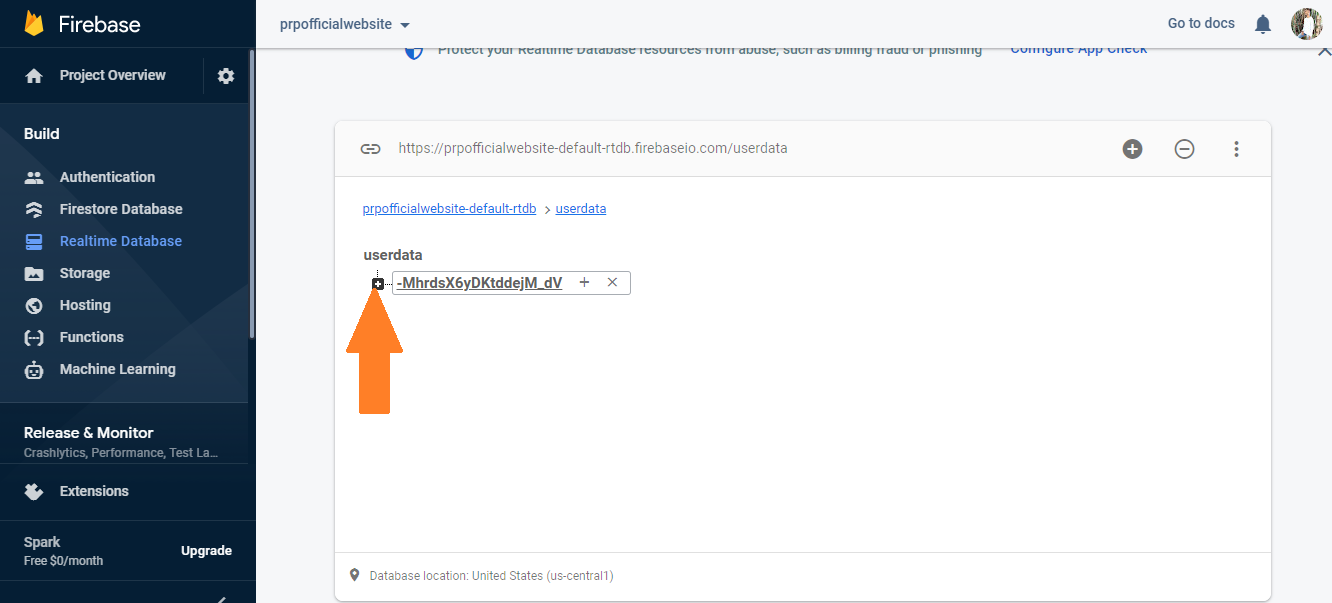 Firebase
prpofficialwebsite
Go to docs
Protect your Realtime Database resources from abuse, such as billing fraud or phishing
Configure App Check
Project Overview
Build
Authentication
Firestore Database
Realtime Database
Storage
Hosting
Functions
Machine Learning
Release & Monitor
Crashlytics, Performance, Test La...
Extensions
Spark
Free $0/month
Upgrade
https://prpofficialwebsite-default-rtdb.firebaseio.com/userdata
prpofficialwebsite-default-rtdb > userdata
userdata
-MhrdsX6yDKtddejM_dV
Database location: United States (us-central1)